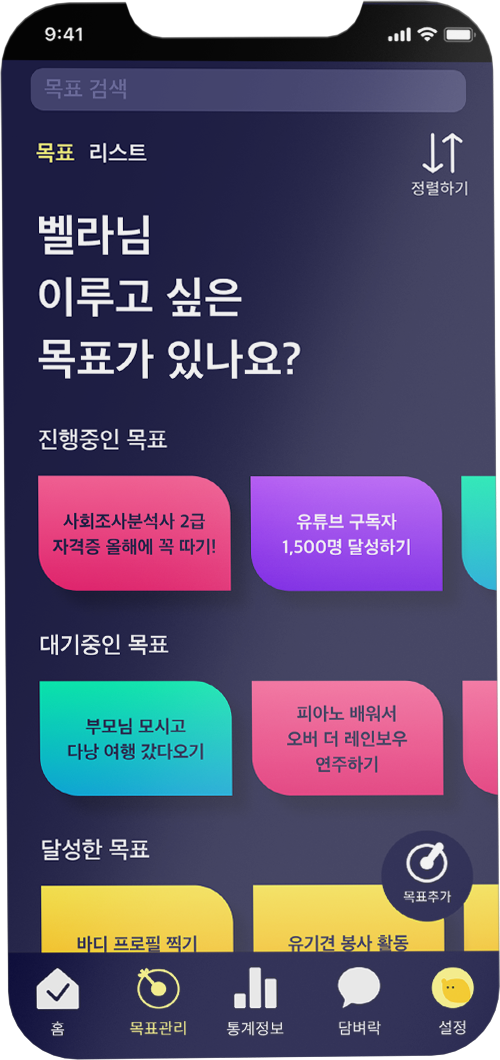 9:41
목표 검색
목표 리스트
정렬하기
벨라님
이루고 싶은
목표가 있나요?
진행중인 목표
사회조사분석사 2급
자격증 올해에 꼭 따기!
유튜브 구독자
1,500명 달성하기
대기중인 목표
부모님 모시고
다낭 여행 갔다오기
피아노 배워서
오버 더 레인보우
연주하기
달성한 목표
목표추가
바디 프로필 찍기
유기견 봉사 활동
홈
목표관리
통계정보
담벼락
설정